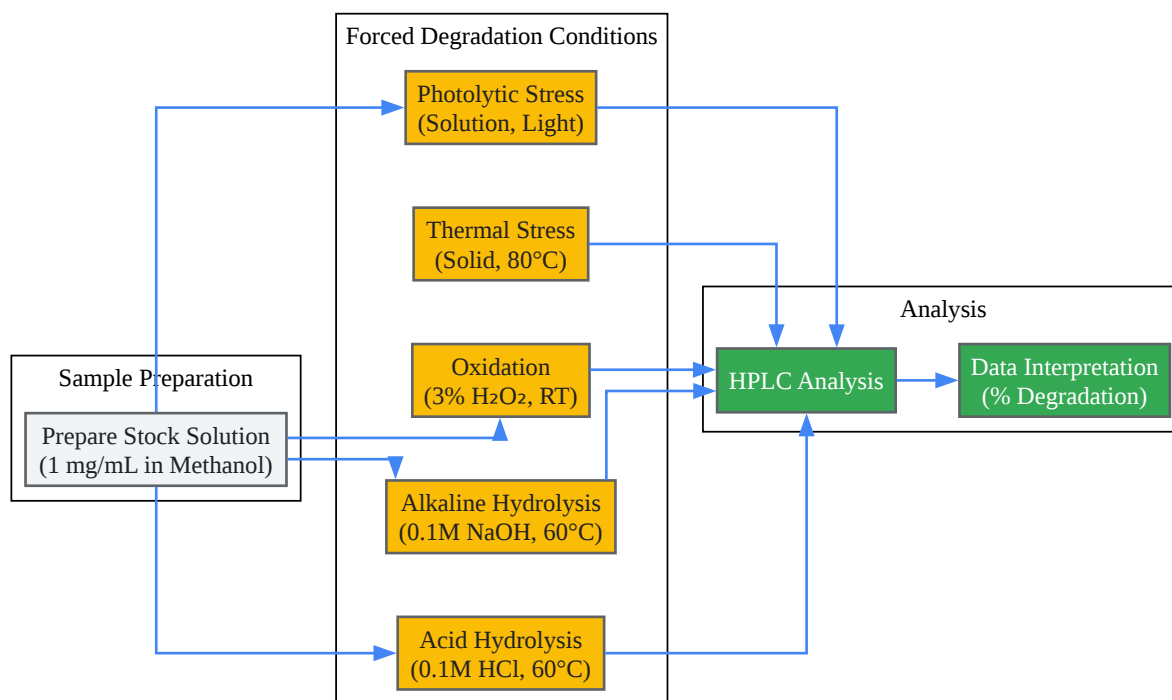 Forced Degradation Conditions
Photolytic Stress
(Solution, Light)
Thermal Stress
(Solid, 80°C)
Analysis
Oxidation
(3% H₂O₂, RT)
HPLC Analysis
Data Interpretation
(% Degradation)
Sample Preparation
Prepare Stock Solution
(1 mg/mL in Methanol)
Alkaline Hydrolysis
(0.1M NaOH, 60°C)
Acid Hydrolysis
(0.1M HCl, 60°C)